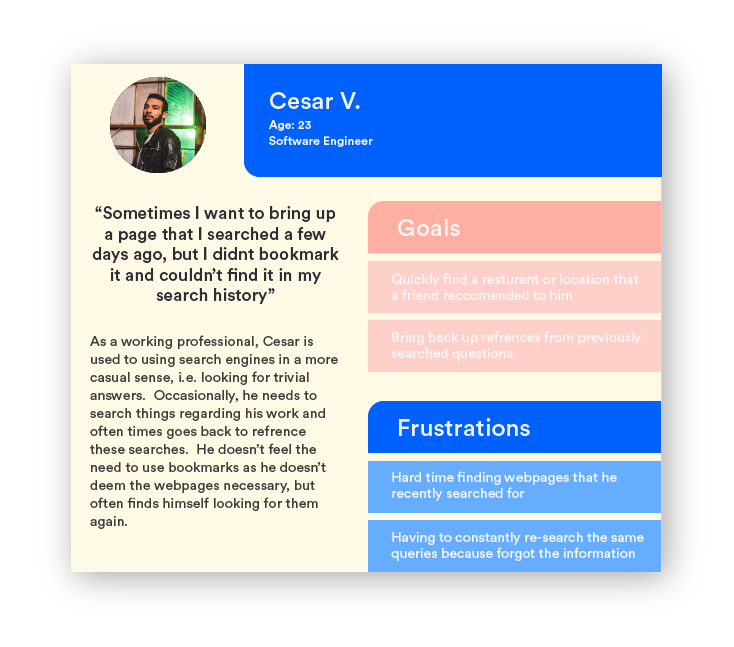 Cesar V.
Age: 23
Software Engineer
“Sometimes I want to bring up
a page that I searched a few
days ago, but I didnt bookmark
it and couldn’t find it in my
search history”
As a working professional, Cesar is
used to using search engines in a more
casual sense, i.e. looking for trivial
answers.  Occasionally, he needs to
search things regarding his work and
often times goes back to refrence
these searches.  He doesn’t feel the
need to use bookmarks as he doesn’t
deem the webpages necessary, but
often finds himself looking for them
again.
Goals
Quickly find a resturant or location that
a friend reccomended to him
Bring back up refrences from previously
searched questions
Frustrations
Hard time finding webpages that he
recently searched for
Having to constantly re-search the same
queries because forgot the information